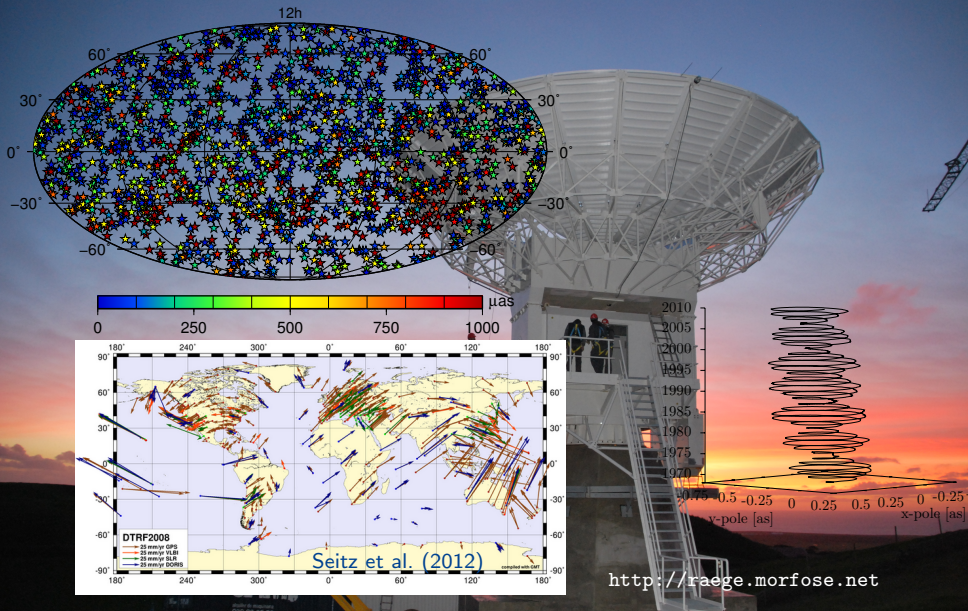 12h
60° 60°
30° 30°
0° 0°
−30° −30°
−60° −60°
0 250 500 750 1000 µas
180° 240° 300° 0° 60° 120° 180°
90° 90°
60° 60°
30° 30°
0° 0°
-30° -30°
-60° -60°
-90° -90°
DTRF2008
25 mm/yr GPS
25 mm/yr VLBI
25 mm/yr SLR
25 mm/yr DORIS
Seitz et al. (2012)
compiled with GMT
180° 240° 300° 0° 60° 120° 180°
2010
2005
2000
1995
1990
1985
1980
1975
1970
-0.75 -0.5 -0.25 0 0.25 0.5 0.25 0 -0.25
y-pole [as] x-pole [as]
http://raege.morfose.net